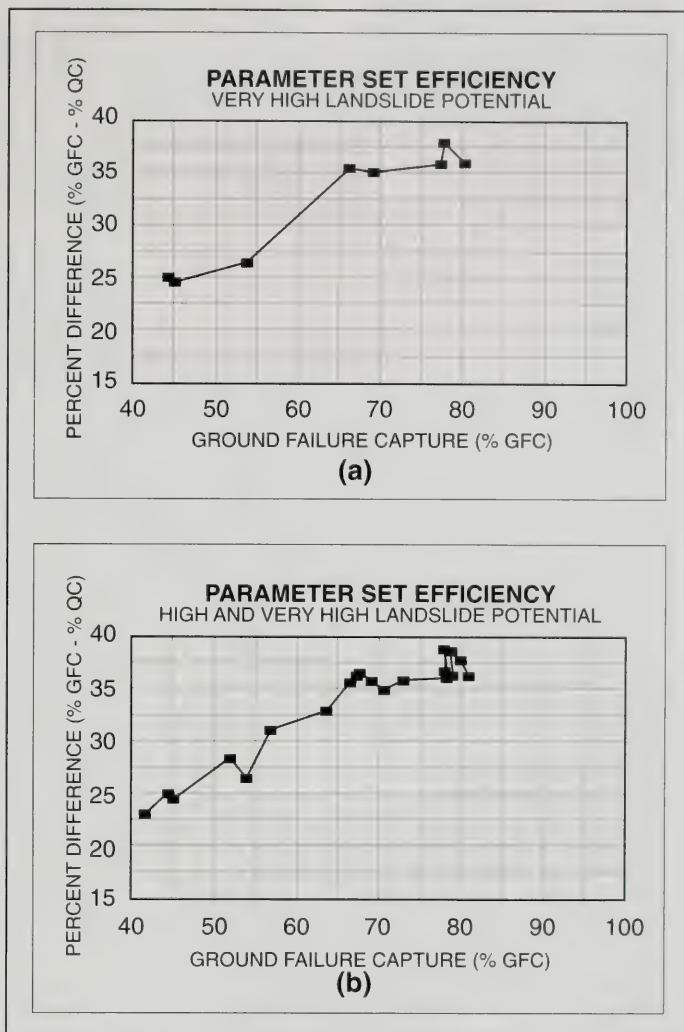 PARAMETER SET EFFICIENCY
VERY HIGH LANDSLIDE POTENTIAL
PERCENT DIFFERENCE (% GFC - % QC)
40
35
30
25
20
15
40 50 60 70 80 90 100
GROUND FAILURE CAPTURE (% GFC)
(a)
PARAMETER SET EFFICIENCY
HIGH AND VERY HIGH LANDSLIDE POTENTIAL
PERCENT DIFFERENCE (% GFC - % QC)
40
35
30
25
20
15
40 50 60 70 80 90 100
GROUND FAILURE CAPTURE (% GFC)
(b)